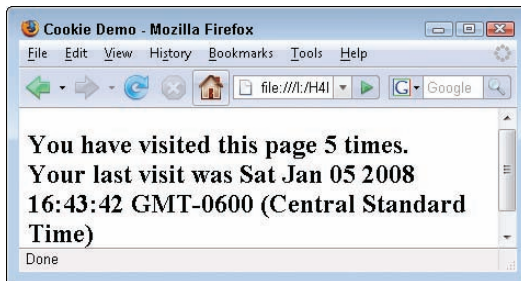 Cookie Demo - Mozilla Firefox
File Edit View History Bookmarks Tools Help
file:///I:/H4I
G Google
You have visited this page 5 times.
Your last visit was Sat Jan 05 2008
16:43:42 GMT-0600 (Central Standard
Time)
Done